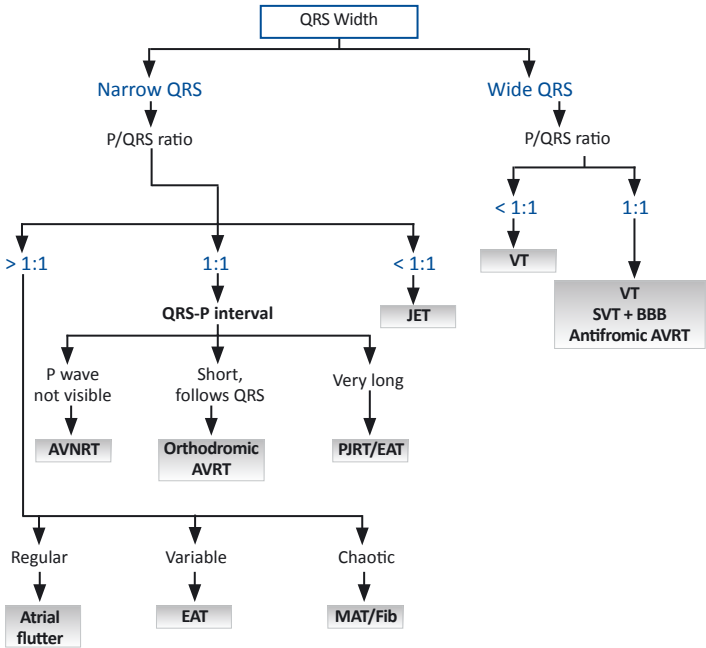 QRS Width
Narrow QRS
Wide QRS
P/QRS ratio
P/QRS ratio
< 1:1
1:1
> 1:1
1:1
< 1:1
VT
VT
SVT + BBB
Antifromic AVRT
QRS-P interval
JET
P wave
not visible
Short,
follows QRS
Very long
AVNRT
Orthodromic
AVRT
PJRT/EAT
Regular
Variable
Chaotic
Atrial
flutter
EAT
MAT/Fib